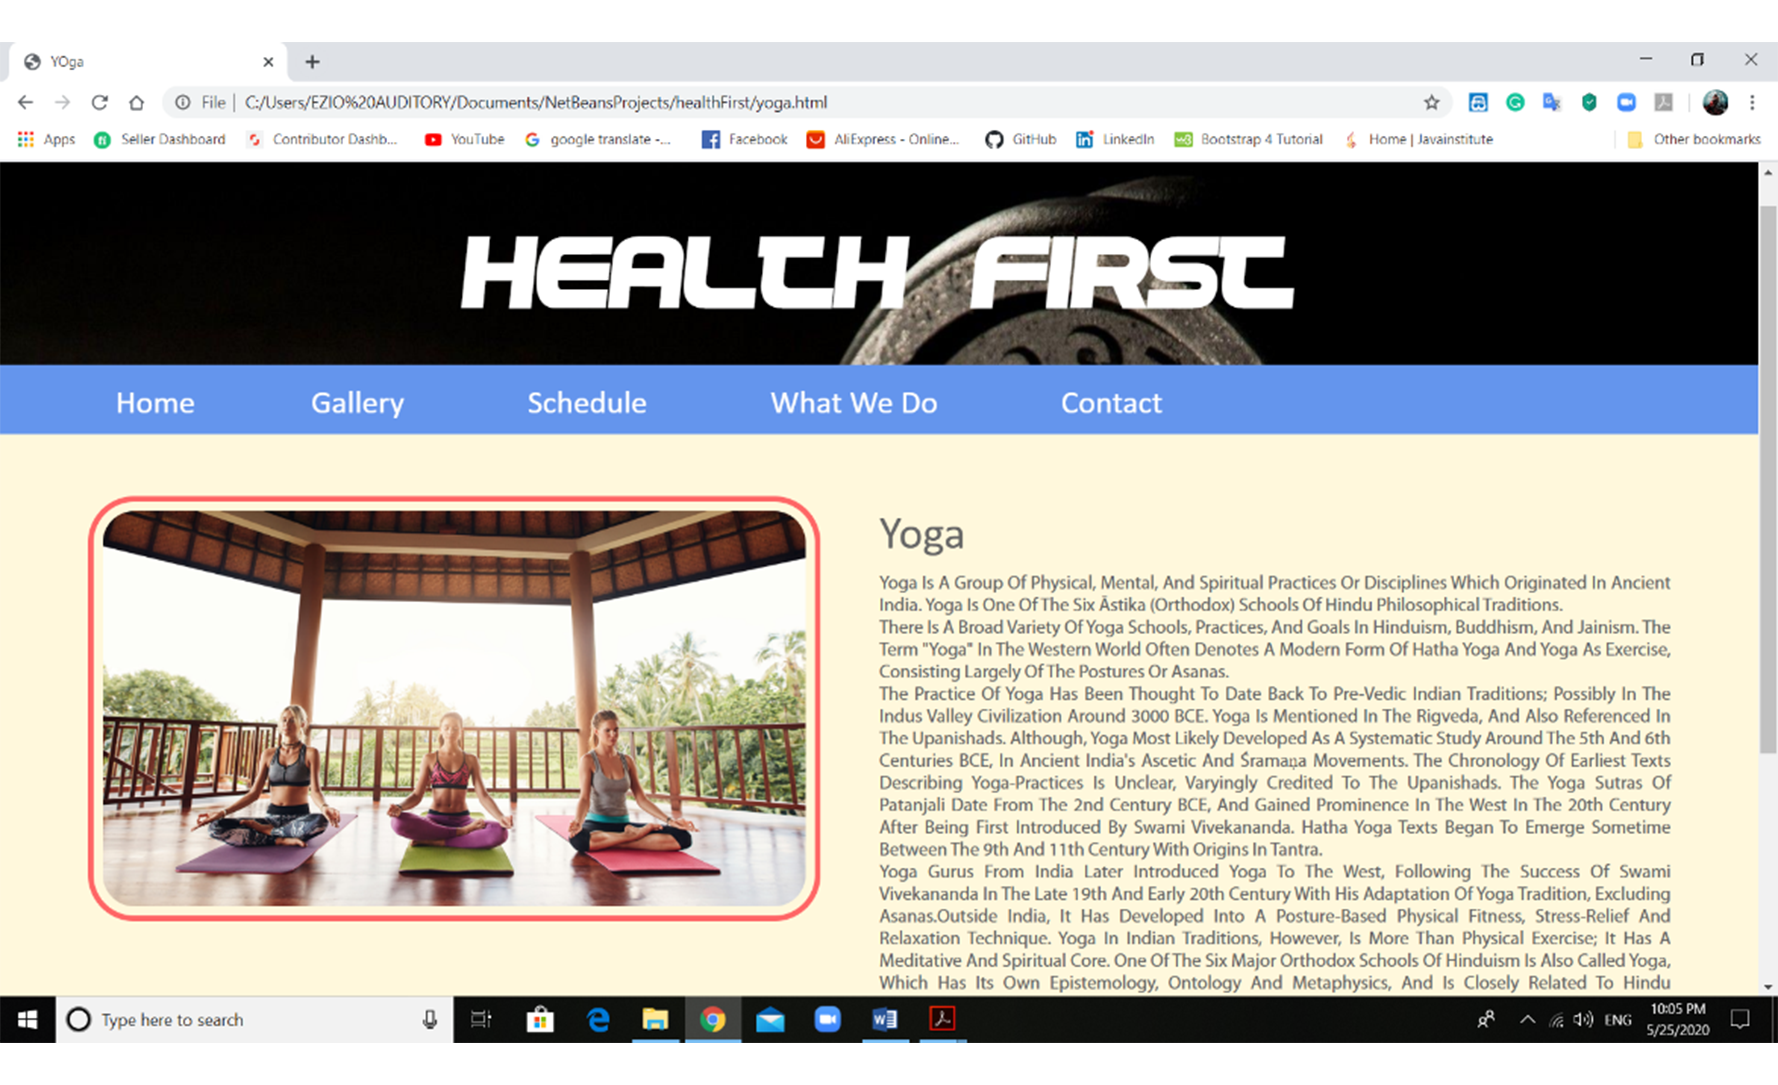 YOga
File | C:/Users/EZIO%20AUDITORY/Documents/NetBeansProjects/healthFirst/yoga.html
Apps Seller Dashboard Contributor Dashb... YouTube google translate -... Facebook AliExpress - Online... GitHub LinkedIn Bootstrap 4 Tutorial Home | Javainstitute Other bookmarks
HEALTH FIRST
Home Gallery Schedule What We Do Contact
Yoga
Yoga Is A Group Of Physical, Mental, And Spiritual Practices Or Disciplines Which Originated In Ancient
India. Yoga Is One Of The Six Āstika (Orthodox) Schools Of Hindu Philosophical Traditions.
There Is A Broad Variety Of Yoga Schools, Practices, And Goals In Hinduism, Buddhism, And Jainism. The
Term "Yoga" In The Western World Often Denotes A Modern Form Of Hatha Yoga And Yoga As Exercise,
Consisting Largely Of The Postures Or Asanas.
The Practice Of Yoga Has Been Thought To Date Back To Pre-Vedic Indian Traditions; Possibly In The
Indus Valley Civilization Around 3000 BCE. Yoga Is Mentioned In The Rigveda, And Also Referenced In
The Upanishads. Although, Yoga Most Likely Developed As A Systematic Study Around The 5th And 6th
Centuries BCE, In Ancient India's Ascetic And Śramaṇa Movements. The Chronology Of Earliest Texts
Describing Yoga-Practices Is Unclear, Varyingly Credited To The Upanishads. The Yoga Sutras Of
Patanjali Date From The 2nd Century BCE, And Gained Prominence In The West In The 20th Century
After Being First Introduced By Swami Vivekananda. Hatha Yoga Texts Began To Emerge Sometime
Between The 9th And 11th Century With Origins In Tantra.
Yoga Gurus From India Later Introduced Yoga To The West, Following The Success Of Swami
Vivekananda In The Late 19th And Early 20th Century With His Adaptation Of Yoga Tradition, Excluding
Asanas.Outside India, It Has Developed Into A Posture-Based Physical Fitness, Stress-Relief And
Relaxation Technique. Yoga In Indian Traditions, However, Is More Than Physical Exercise; It Has A
Meditative And Spiritual Core. One Of The Six Major Orthodox Schools Of Hinduism Is Also Called Yoga,
Which Has Its Own Epistemology, Ontology And Metaphysics, And Is Closely Related To Hindu
Type here to search
ENG
10:05 PM
5/25/2020